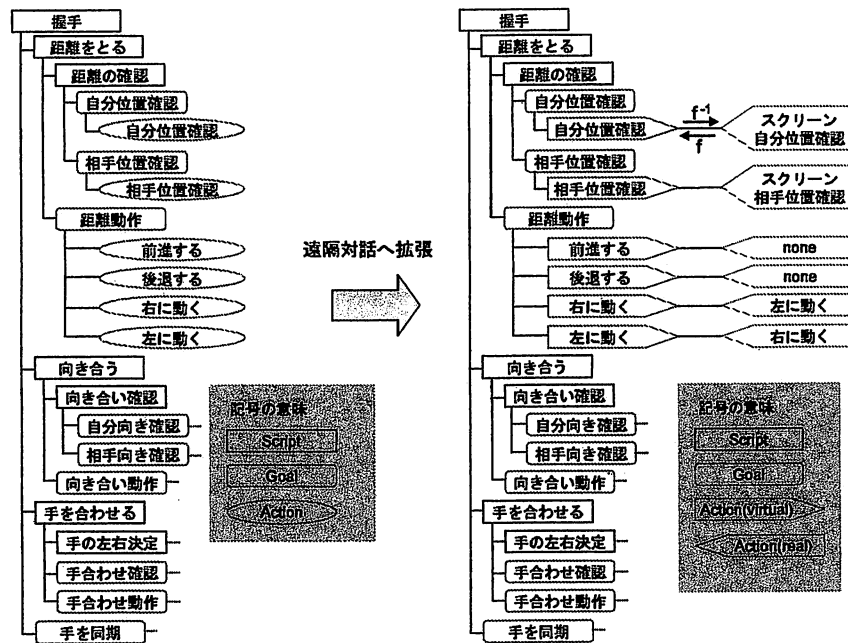 握手
距離をとる
距離の確認
自分位置確認
自分位置確認
相手位置確認
相手位置確認
距離動作
前進する
後退する
右に動く
左に動く
向き合う
向き合い確認
自分向き確認
相手向き確認
向き合い動作
手を合わせる
手の左右決定
手合わせ確認
手合わせ動作
手を同期
記号の意味
Script
Goal
Action
遠隔対話へ拡張
握手
距離をとる
距離の確認
自分位置確認
自分位置確認
f-1
f
スクリーン
自分位置確認
相手位置確認
相手位置確認
スクリーン
相手位置確認
距離動作
前進する
none
後退する
none
右に動く
左に動く
左に動く
右に動く
向き合う
向き合い確認
自分向き確認
相手向き確認
向き合い動作
手を合わせる
手の左右決定
手合わせ確認
手合わせ動作
手を同期
記号の意味
Script
Goal
Action(virtual)
Action(real)